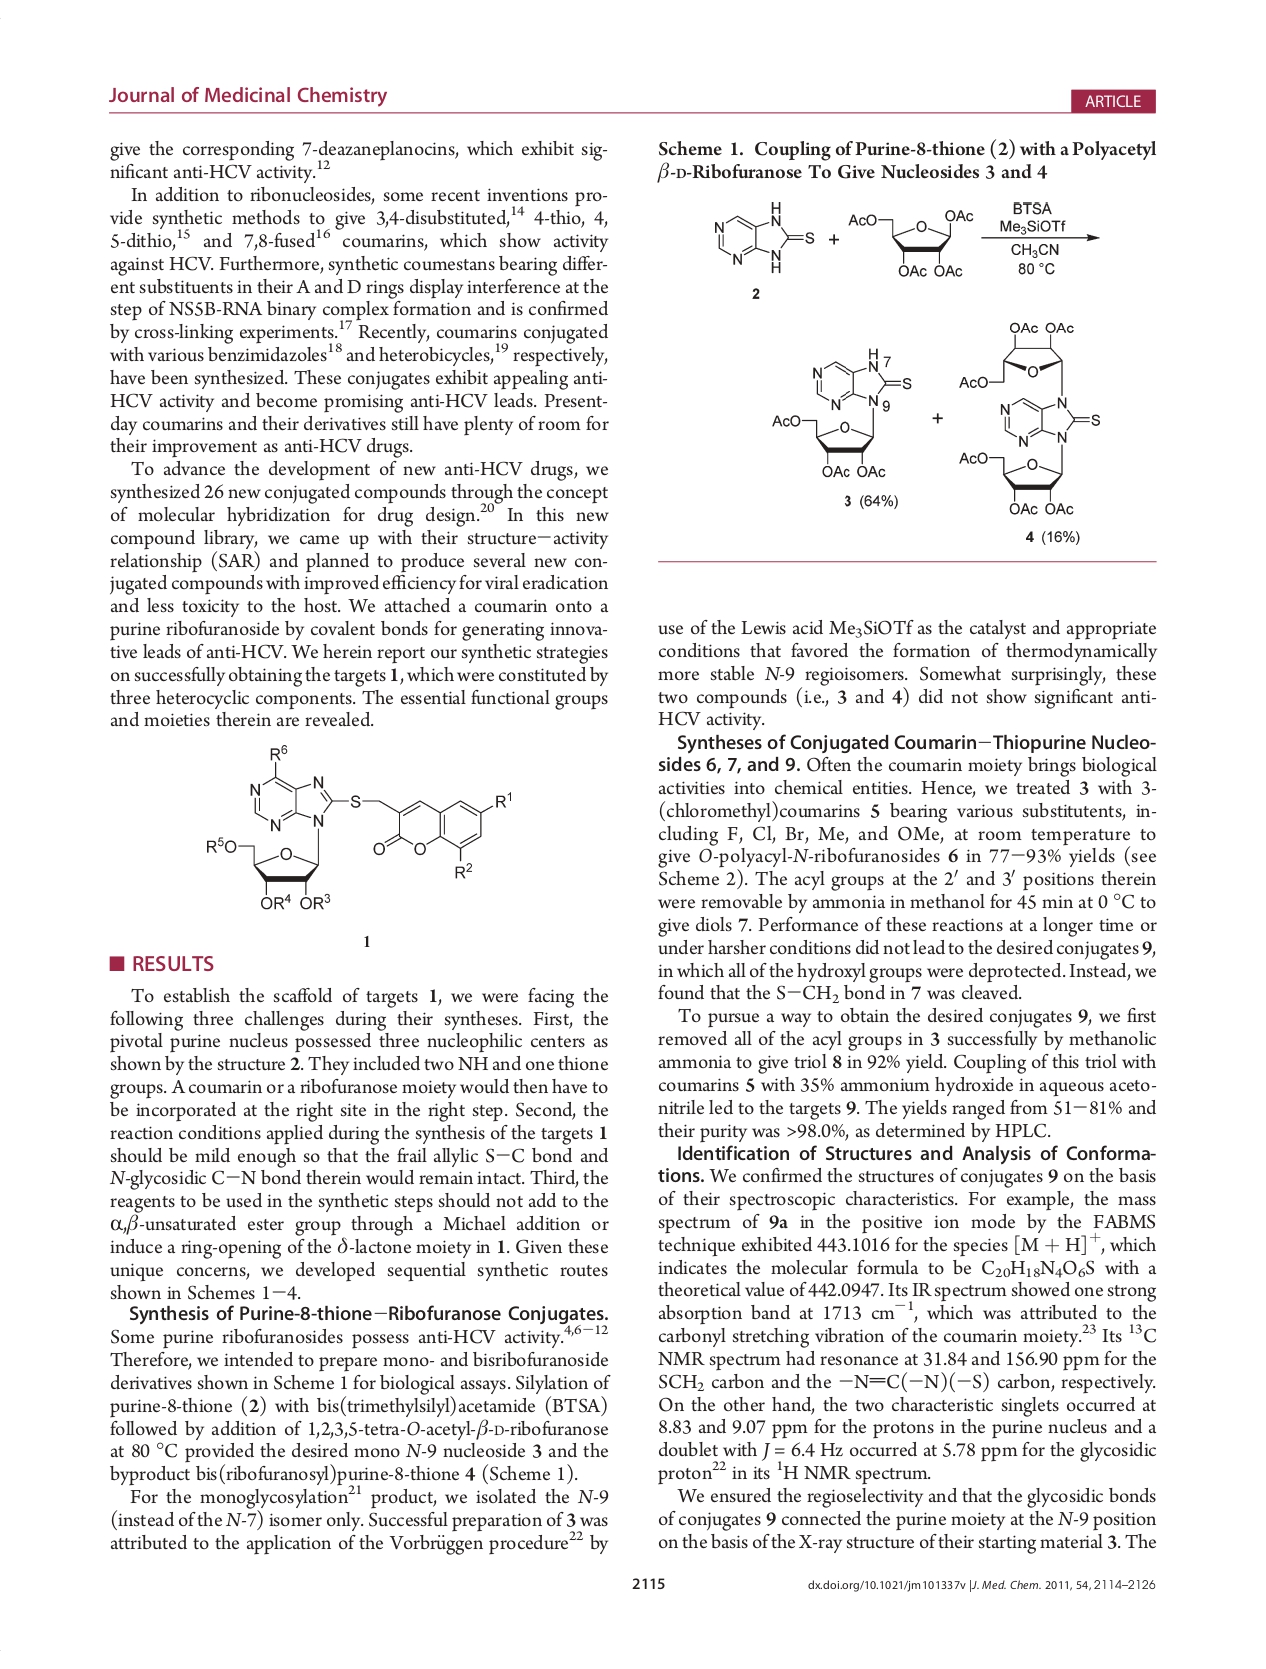 Journal of Medicinal Chemistry
ARTICLE
give the corresponding 7-deazaneplanocins, which exhibit sig-
nificant anti-HCV activity.12
In addition to ribonucleosides, some recent inventions pro-
vide synthetic methods to give 3,4-disubstituted,14 4-thio, 4,
5-dithio,15 and 7,8-fused16 coumarins, which show activity
against HCV. Furthermore, synthetic coumestans bearing differ-
ent substituents in their A and D rings display interference at the
step of NS5B-RNA binary complex formation and is confirmed
by cross-linking experiments.17 Recently, coumarins conjugated
with various benzimidazoles18 and heterobicycles,19 respectively,
have been synthesized. These conjugates exhibit appealing anti-
HCV activity and become promising anti-HCV leads. Present-
day coumarins and their derivatives still have plenty of room for
their improvement as anti-HCV drugs.
To advance the development of new anti-HCV drugs, we
synthesized 26 new conjugated compounds through the concept
of molecular hybridization for drug design.20 In this new
compound library, we came up with their structure−activity
relationship (SAR) and planned to produce several new con-
jugated compounds with improved efficiency for viral eradication
and less toxicity to the host. We attached a coumarin onto a
purine ribofuranoside by covalent bonds for generating innova-
tive leads of anti-HCV. We herein report our synthetic strategies
on successfully obtaining the targets 1, which were constituted by
three heterocyclic components. The essential functional groups
and moieties therein are revealed.
R6
N
N
S
R1
N
N
R5O
O
O
O
R2
OR4 OR3
1
■ RESULTS
To establish the scaffold of targets 1, we were facing the
following three challenges during their syntheses. First, the
pivotal purine nucleus possessed three nucleophilic centers as
shown by the structure 2. They included two NH and one thione
groups. A coumarin or a ribofuranose moiety would then have to
be incorporated at the right site in the right step. Second, the
reaction conditions applied during the synthesis of the targets 1
should be mild enough so that the frail allylic S−C bond and
N-glycosidic C−N bond therein would remain intact. Third, the
reagents to be used in the synthetic steps should not add to the
α,β-unsaturated ester group through a Michael addition or
induce a ring-opening of the δ-lactone moiety in 1. Given these
unique concerns, we developed sequential synthetic routes
shown in Schemes 1−4.
Synthesis of Purine-8-thione−Ribofuranose Conjugates.
Some purine ribofuranosides possess anti-HCV activity.4,6−12
Therefore, we intended to prepare mono- and bisribofuranoside
derivatives shown in Scheme 1 for biological assays. Silylation of
purine-8-thione (2) with bis(trimethylsilyl)acetamide (BTSA)
followed by addition of 1,2,3,5-tetra-O-acetyl-β-D-ribofuranose
at 80 °C provided the desired mono N-9 nucleoside 3 and the
byproduct bis(ribofuranosyl)purine-8-thione 4 (Scheme 1).
For the monoglycosylation21 product, we isolated the N-9
(instead of the N-7) isomer only. Successful preparation of 3 was
attributed to the application of the Vorbrüggen procedure22 by
Scheme 1. Coupling of Purine-8-thione (2) with a Polyacetyl
β-D-Ribofuranose To Give Nucleosides 3 and 4
H
N
N
S
N
N
H
2
+
AcO
O
OAc
OAc OAc
BTSA
Me3SiOTf
CH3CN
80 °C
H
7
N
N
S
N
N
9
AcO
O
OAc OAc
3 (64%)
+
OAc OAc
AcO
O
N
N
S
N
N
AcO
O
OAc OAc
4 (16%)
use of the Lewis acid Me3SiOTf as the catalyst and appropriate
conditions that favored the formation of thermodynamically
more stable N-9 regioisomers. Somewhat surprisingly, these
two compounds (i.e., 3 and 4) did not show significant anti-
HCV activity.
Syntheses of Conjugated Coumarin−Thiopurine Nucleo-
sides 6, 7, and 9. Often the coumarin moiety brings biological
activities into chemical entities. Hence, we treated 3 with 3-
(chloromethyl)coumarins 5 bearing various substitutents, in-
cluding F, Cl, Br, Me, and OMe, at room temperature to
give O-polyacyl-N-ribofuranosides 6 in 77−93% yields (see
Scheme 2). The acyl groups at the 2′ and 3′ positions therein
were removable by ammonia in methanol for 45 min at 0 °C to
give diols 7. Performance of these reactions at a longer time or
under harsher conditions did not lead to the desired conjugates 9,
in which all of the hydroxyl groups were deprotected. Instead, we
found that the S−CH2 bond in 7 was cleaved.
To pursue a way to obtain the desired conjugates 9, we first
removed all of the acyl groups in 3 successfully by methanolic
ammonia to give triol 8 in 92% yield. Coupling of this triol with
coumarins 5 with 35% ammonium hydroxide in aqueous aceto-
nitrile led to the targets 9. The yields ranged from 51−81% and
their purity was >98.0%, as determined by HPLC.
Identification of Structures and Analysis of Conforma-
tions. We confirmed the structures of conjugates 9 on the basis
of their spectroscopic characteristics. For example, the mass
spectrum of 9a in the positive ion mode by the FABMS
technique exhibited 443.1016 for the species [M + H]+, which
indicates the molecular formula to be C20H18N4O6S with a
theoretical value of 442.0947. Its IR spectrum showed one strong
absorption band at 1713 cm−1, which was attributed to the
carbonyl stretching vibration of the coumarin moiety.23 Its 13C
NMR spectrum had resonance at 31.84 and 156.90 ppm for the
SCH2 carbon and the −N=C(−N)(−S) carbon, respectively.
On the other hand, the two characteristic singlets occurred at
8.83 and 9.07 ppm for the protons in the purine nucleus and a
doublet with J = 6.4 Hz occurred at 5.78 ppm for the glycosidic
proton22 in its 1H NMR spectrum.
We ensured the regioselectivity and that the glycosidic bonds
of conjugates 9 connected the purine moiety at the N-9 position
on the basis of the X-ray structure of their starting material 3. The
2115
dx.doi.org/10.1021/jm101337v |J. Med. Chem. 2011, 54, 2114–2126